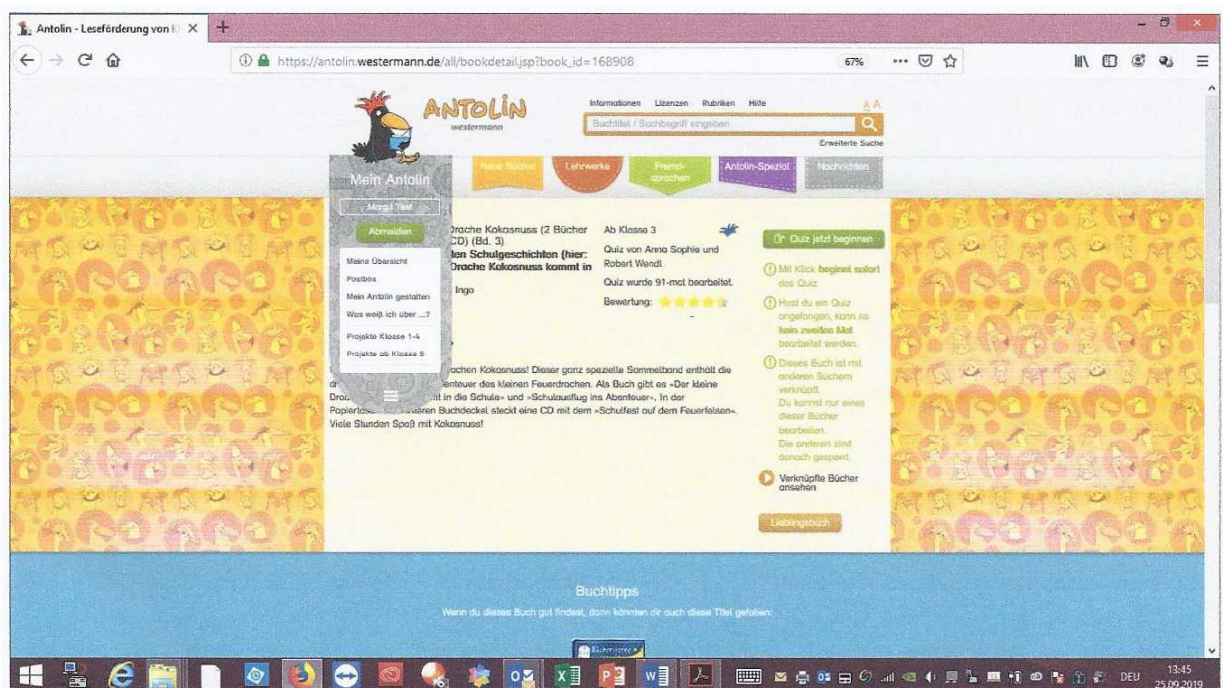 Antolin - Leseförderung von K
https://antolin.westermann.de/all/bookdetail.jsp?book_id=168908
67%
ANTOLIN
westermann
Informationen Lizenzen Rubriken Hilfe
A A
Buchtitel / Suchbegriff eingeben
Erweiterte Suche
Neue Bücher
Lehrwerke
Fremd-
sprachen
Antolin-Spezial
Nachrichten
Mein Antolin
Abmelden
Meine Übersicht
Postbox
Mein Antolin gestalten
Was weiß ich über ...?
Projekte Klasse 1-4
Projekte ab Klasse 5
Drache Kokosnuss (2 Bücher
CD) (Bd. 3)
ten Schulgeschichten (hier:
Drache Kokosnuss kommt in
Ingo
Ab Klasse 3
Quiz von Anna Sophie und
Robert Wendl
Quiz wurde 91-mal bearbeitet.
Bewertung:
ochen Kokosnuss! Dieser ganz spezielle Sammelband enthält die
enteuer des kleinen Feuerdrachen. Als Buch gibt es »Der kleine
nt in die Schule« und »Schulausflug ins Abenteuer«. In der
eren Buchdeckel steckt eine CD mit dem »Schulfest auf dem Feuerfelsen«.
Viele Stunden Spaß mit Kokosnuss!
Quiz jetzt beginnen
Mit Klick beginnt sofort
das Quiz.
Hast du ein Quiz
angefangen, kann es
kein zweites Mal
bearbeitet werden.
Dieses Buch ist mit
anderen Büchern
verknüpft.
Du kannst nur eines
dieser Bücher
bearbeiten.
Die anderen sind
danach gesperrt.
Verknüpfte Bücher
ansehen
Lieblingsbuch
Buchtipps
Wenn du dieses Buch gut findest, dann könnten dir auch diese Titel gefallen:
DEU
13:45
25.09.2019